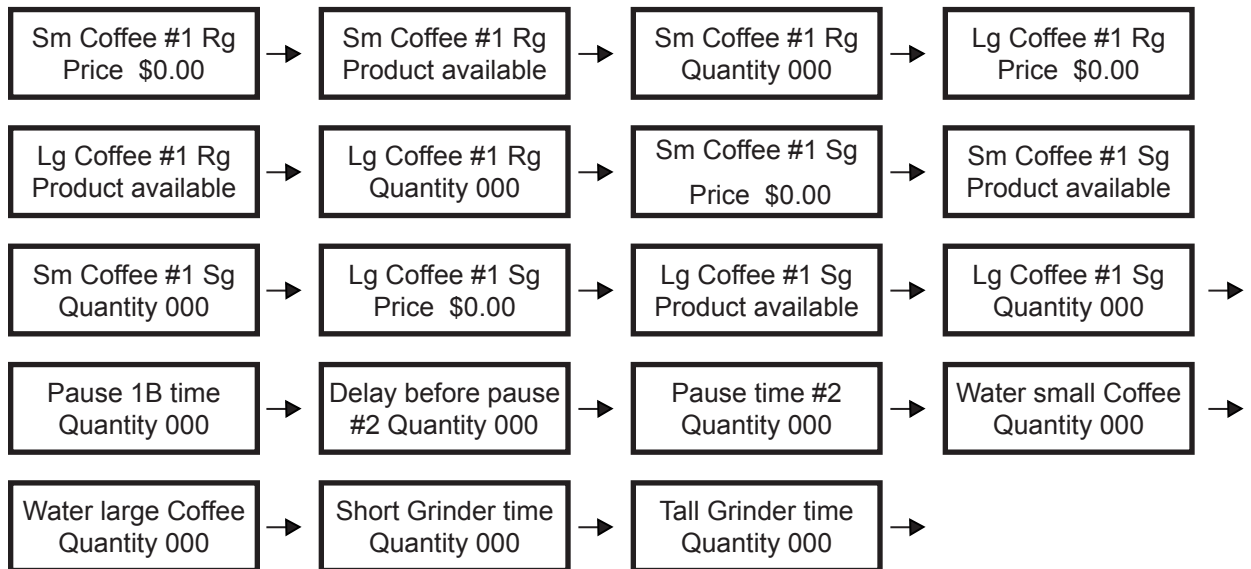 Sm Coffee #1 Rg
Price $0.00
Sm Coffee #1 Rg
Product available
Sm Coffee #1 Rg
Quantity 000
Lg Coffee #1 Rg
Price $0.00
Lg Coffee #1 Rg
Product available
Lg Coffee #1 Rg
Quantity 000
Sm Coffee #1 Sg
Price $0.00
Sm Coffee #1 Sg
Product available
Sm Coffee #1 Sg
Quantity 000
Lg Coffee #1 Sg
Price $0.00
Lg Coffee #1 Sg
Product available
Lg Coffee #1 Sg
Quantity 000
Pause 1B time
Quantity 000
Delay before pause
#2 Quantity 000
Pause time #2
Quantity 000
Water small Coffee
Quantity 000
Water large Coffee
Quantity 000
Short Grinder time
Quantity 000
Tall Grinder time
Quantity 000